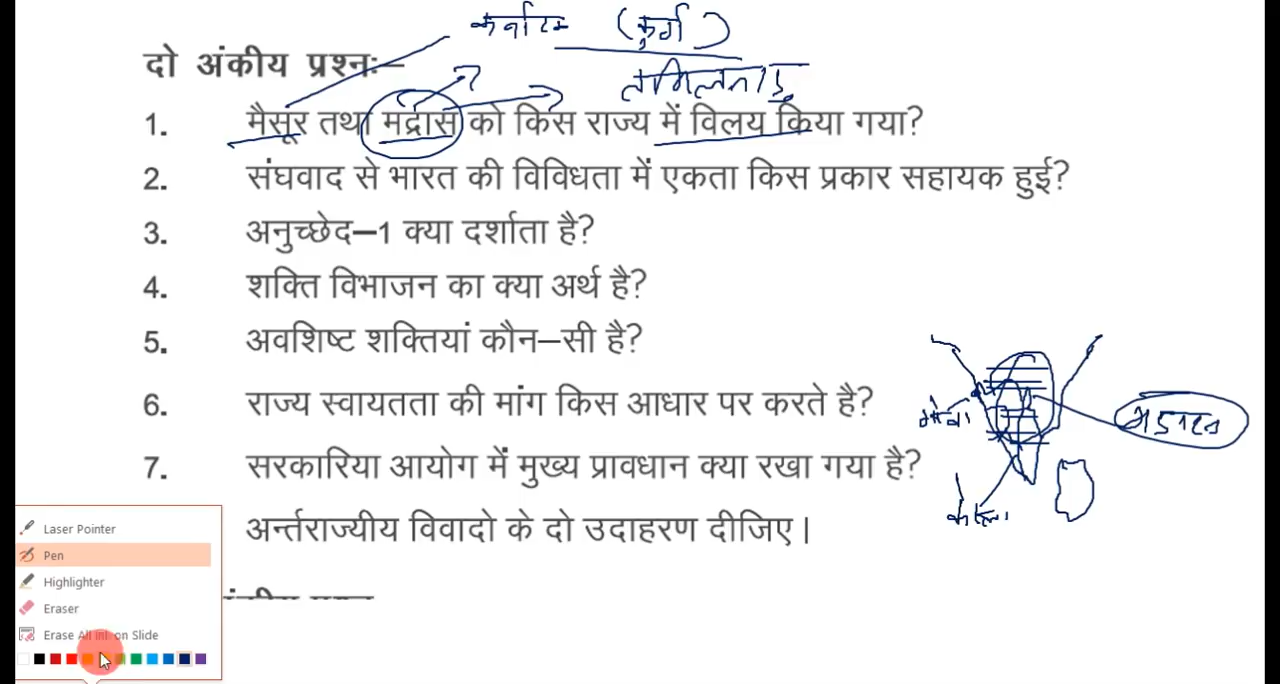 कर्नाटक (कुर्ग)
तमिलनाडु
दो अंकीय प्रश्नः–
1. मैसूर तथा मद्रास को किस राज्य में विलय किया गया?
2. संघवाद से भारत की विविधता में एकता किस प्रकार सहायक हुई?
3. अनुच्छेद–1 क्या दर्शाता है?
4. शक्ति विभाजन का क्या अर्थ है?
5. अवशिष्ट शक्तियां कौन–सी है?
6. राज्य स्वायतता की मांग किस आधार पर करते है?
7. सरकारिया आयोग में मुख्य प्रावधान क्या रखा गया है?
अर्न्तराज्यीय विवादो के दो उदाहरण दीजिए।
Laser Pointer
Pen
Highlighter
Eraser
Erase All on Slide